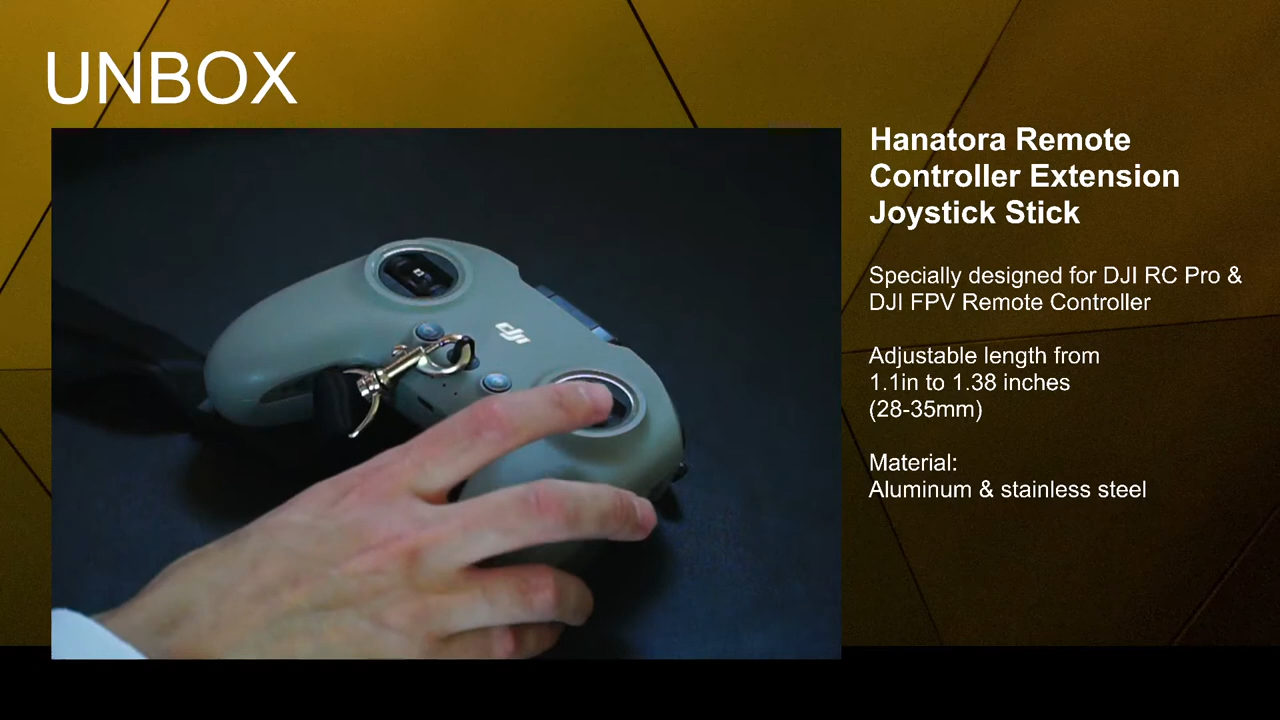 UNBOX
Hanatora Remote
Controller Extension
Joystick Stick
Specially designed for DJI RC Pro &
DJI FPV Remote Controller
Adjustable length from
1.1in to 1.38 inches
(28-35mm)
Material:
Aluminum & stainless steel
dji